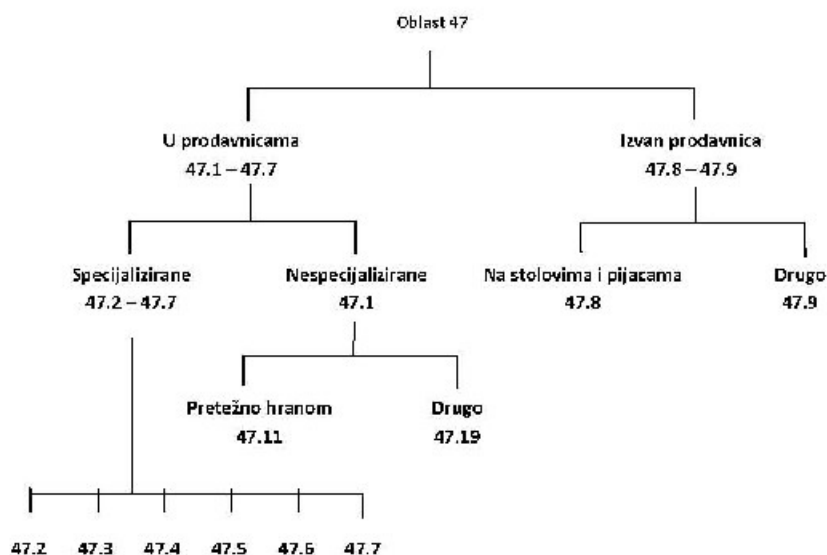 Oblast 47
U prodavnicama
47.1 – 47.7
Izvan prodavnica
47.8 – 47.9
Specijalizirane
47.2 – 47.7
Nespecijalizirane
47.1
Na stolovima i pijacama
47.8
Drugo
47.9
Pretežno hranom
47.11
Drugo
47.19
47.2 47.3 47.4 47.5 47.6 47.7